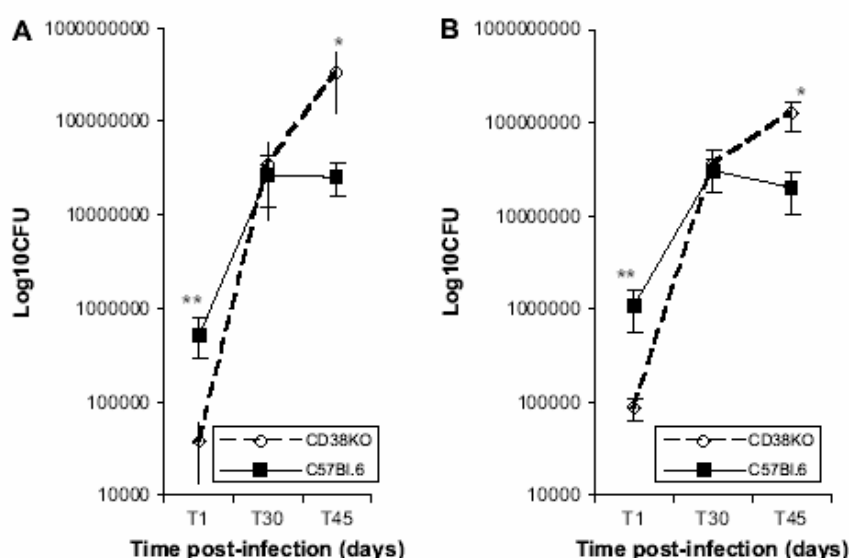 A
1000000000
100000000
10000000
1000000
100000
10000
Log10CFU
*
**
CD38KO
C57Bl.6
T1 T30 T45
Time post-infection (days)
B
1000000000
100000000
10000000
1000000
100000
10000
Log10CFU
*
**
CD38KO
C57Bl.6
T1 T30 T45
Time post-infection (days)